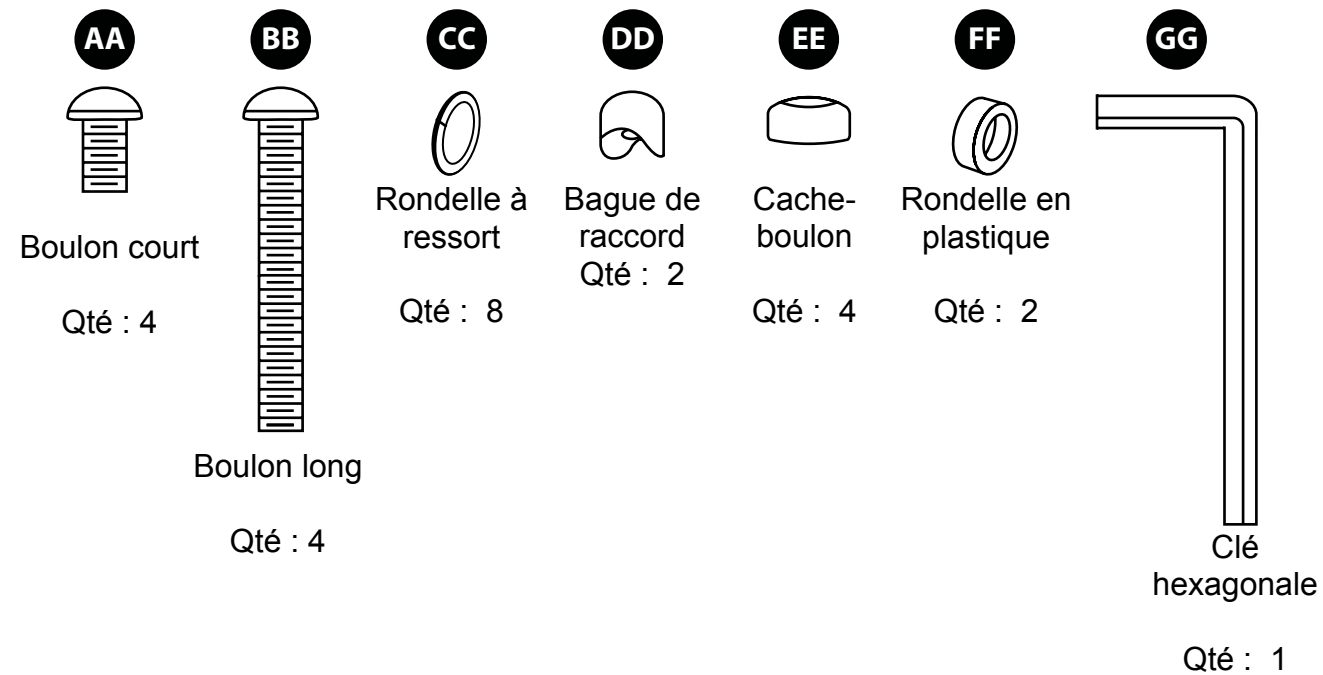 AA
BB
CC
DD
EE
FF
GG
Boulon court
Qté : 4
Boulon long
Qté : 4
Rondelle à
ressort
Qté : 8
Bague de
raccord
Qté : 2
Cache-
boulon
Qté : 4
Rondelle en
plastique
Qté : 2
Clé
hexagonale
Qté : 1